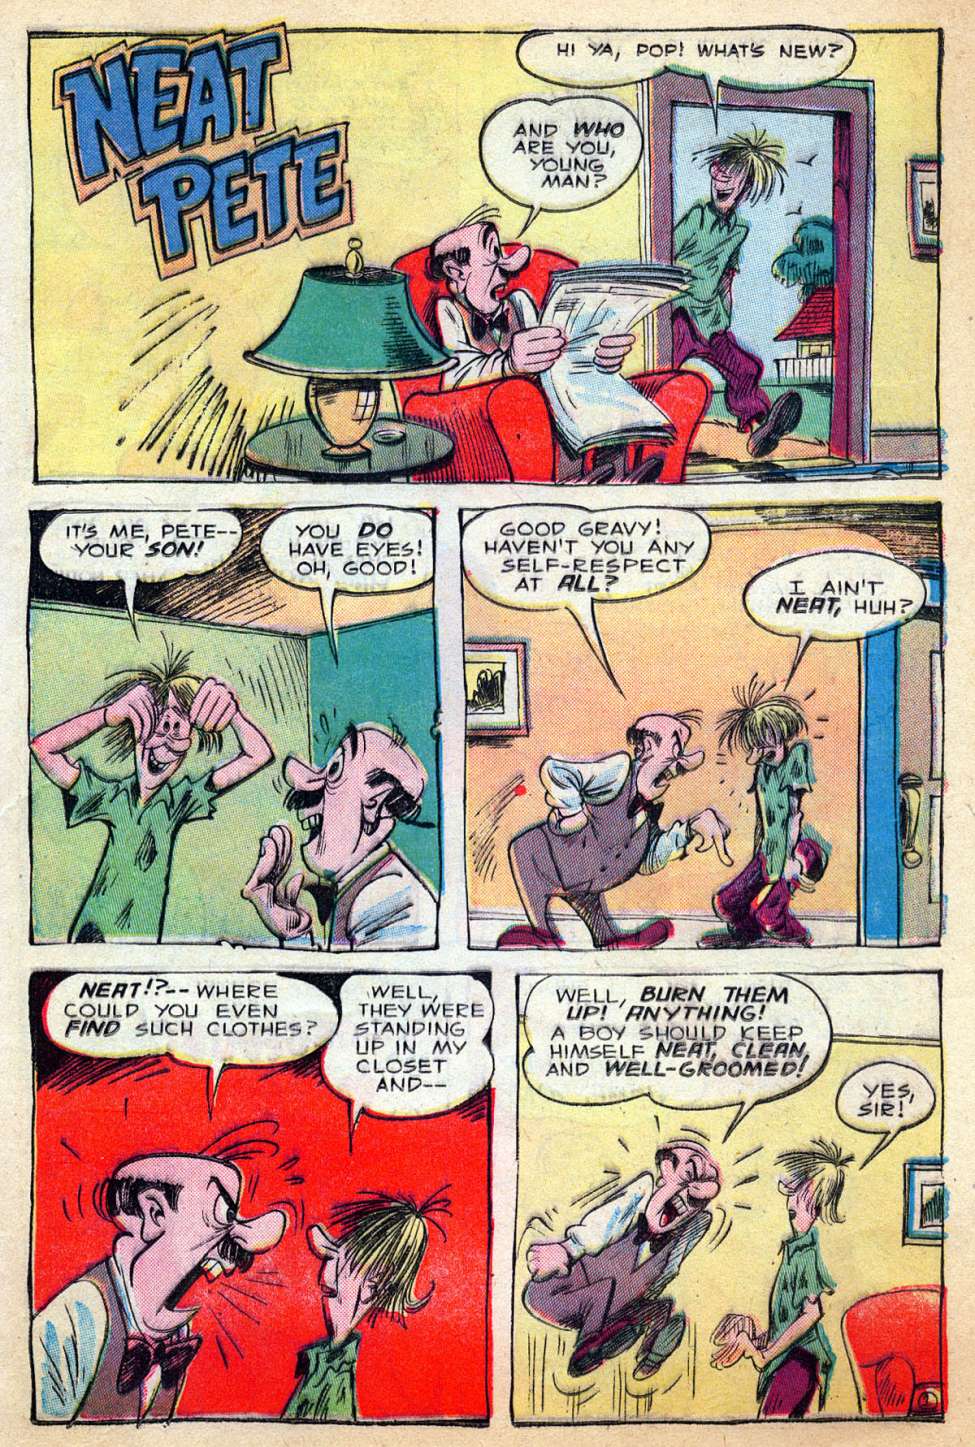 NEAT
PETE
HI YA, POP! WHAT'S NEW?
AND WHO
ARE YOU,
YOUNG
MAN?
IT'S ME, PETE--
YOUR SON!
YOU DO
HAVE EYES!
OH, GOOD!
GOOD GRAVY!
HAVEN'T YOU ANY
SELF-RESPECT
AT ALL?
I AIN'T
NEAT, HUH?
NEAT!?-- WHERE
COULD YOU EVEN
FIND SUCH CLOTHES?
WELL,
THEY WERE
STANDING
UP IN MY
CLOSET
AND--
WELL, BURN THEM
UP! ANYTHING!
A BOY SHOULD KEEP
HIMSELF NEAT, CLEAN,
AND WELL-GROOMED!
YES,
SIR!